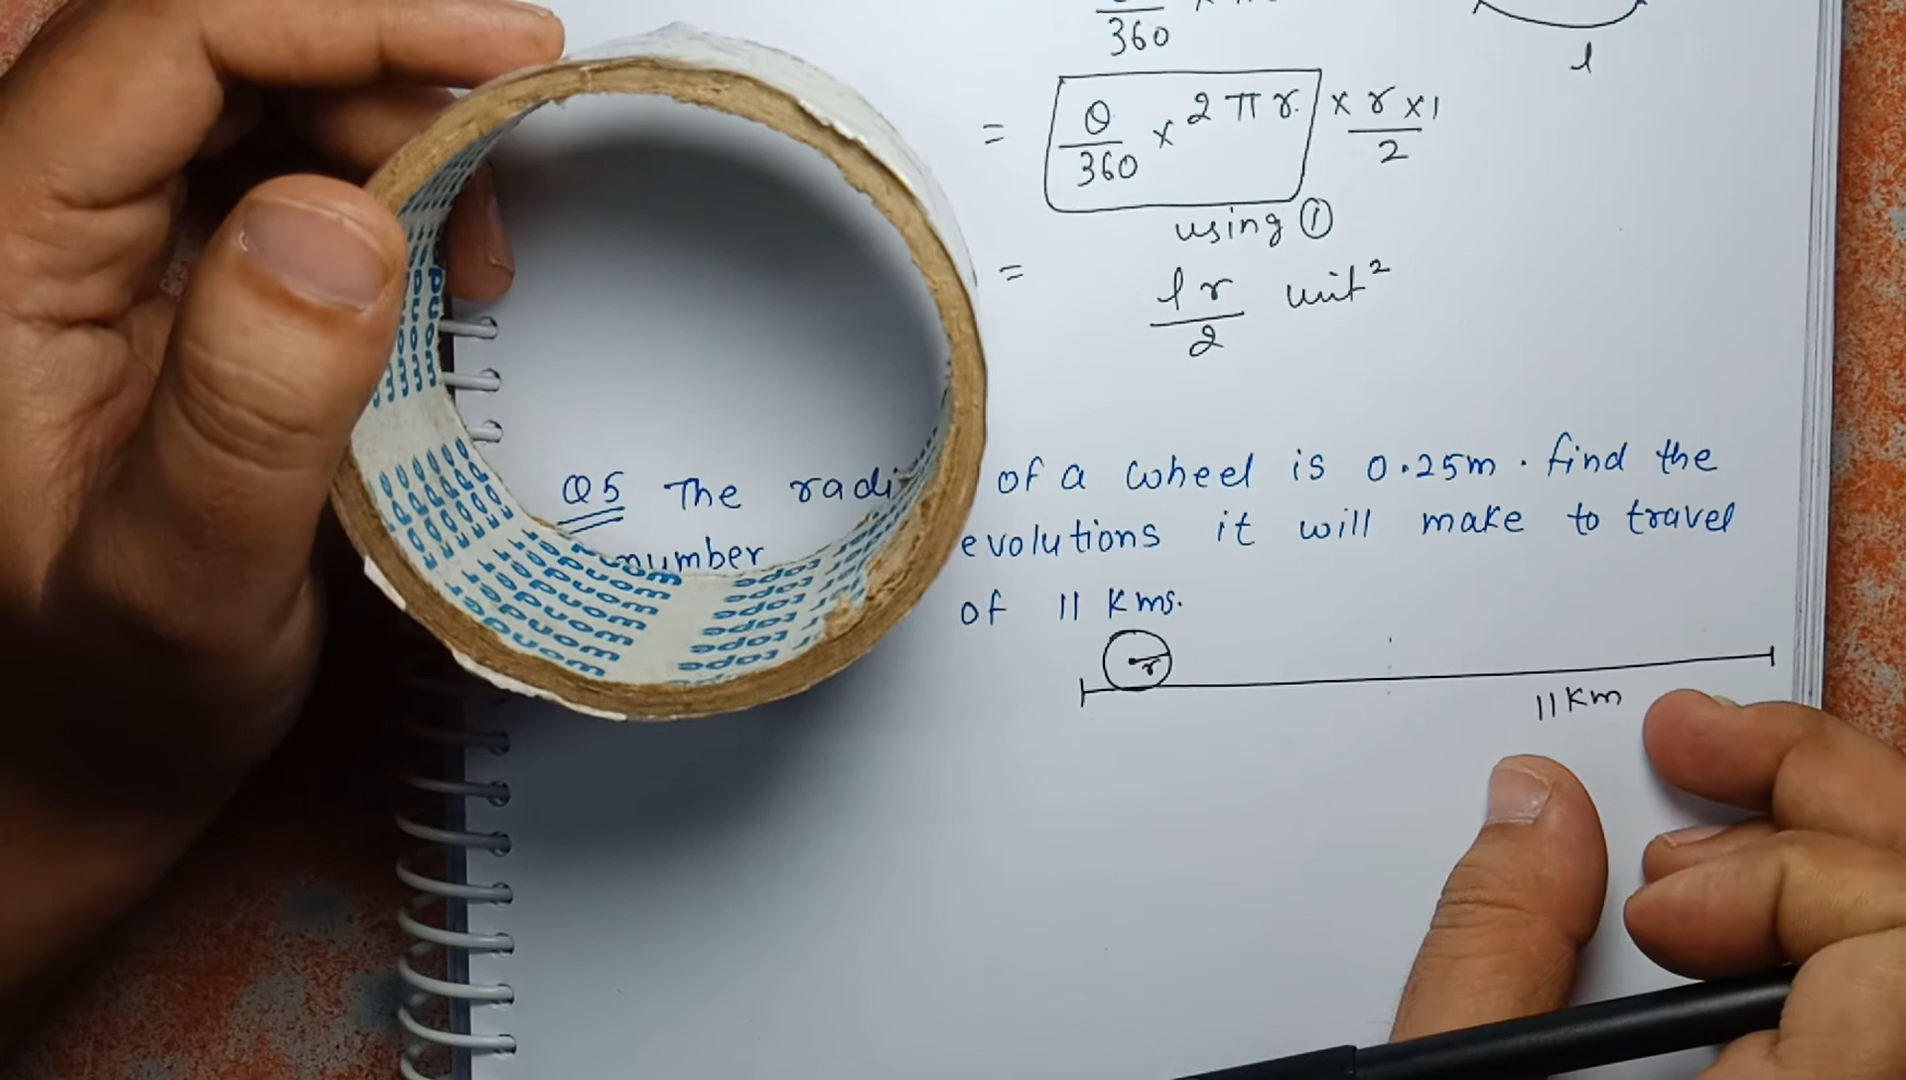 360
= θ/360 × 2πr × r×1/2
using ①
= lr/2 unit²
l
Q5 The radi of a wheel is 0.25m. find the
number evolutions it will make to travel
of 11 Kms.
r
11 Km
wonder tape